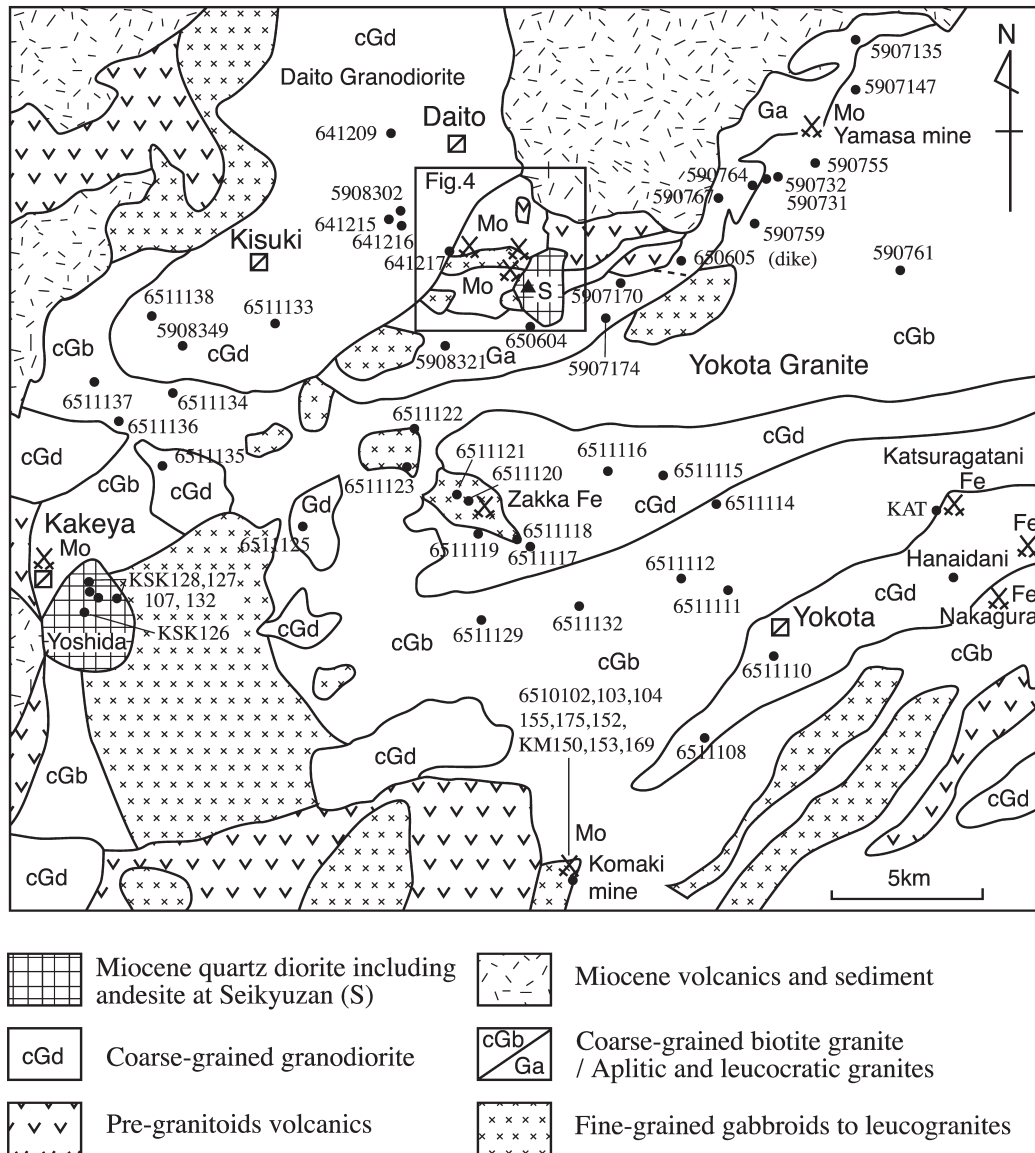 cGd
N
5907135
Daito Granodiorite
5907147
Ga
Mo
Daito
Yamasa mine
641209
590755
Fig.4
590764
590732
590767
590731
5908302
Mo
641215
590759
641216
(dike)
Kisuki
641217
650605
590761
Mo
S
5907170
6511138
6511133
5908349
650604
cGb
cGd
5908321
Ga
5907174
cGb
Yokota Granite
6511137
6511134
6511122
6511136
cGd
6511121
6511116
Katsuragatani
cGd
6511135
6511120
6511115
Fe
cGb
cGd
6511123
Zakka Fe
cGd
6511114
KAT
Gd
Kakeya
6511118
Fe
Mo
6511125
6511119
6511117
Hanaidani
KSK128,127,
6511112
107, 132
cGd
Fe
6511111
Nakagura
Yoshida
KSK126
cGd
6511129
6511132
Yokota
cGb
cGb
cGb
6511110
6510102,103,104
155,175,152,
KM150,153,169
6511108
cGd
cGb
cGd
Mo
cGd
Komaki
mine
5km
Miocene quartz diorite including
andesite at Seikyuzan (S)
Miocene volcanics and sediment
cGd
Coarse-grained granodiorite
cGb
Ga
Coarse-grained biotite granite
/ Aplitic and leucocratic granites
Pre-granitoids volcanics
Fine-grained gabbroids to leucogranites